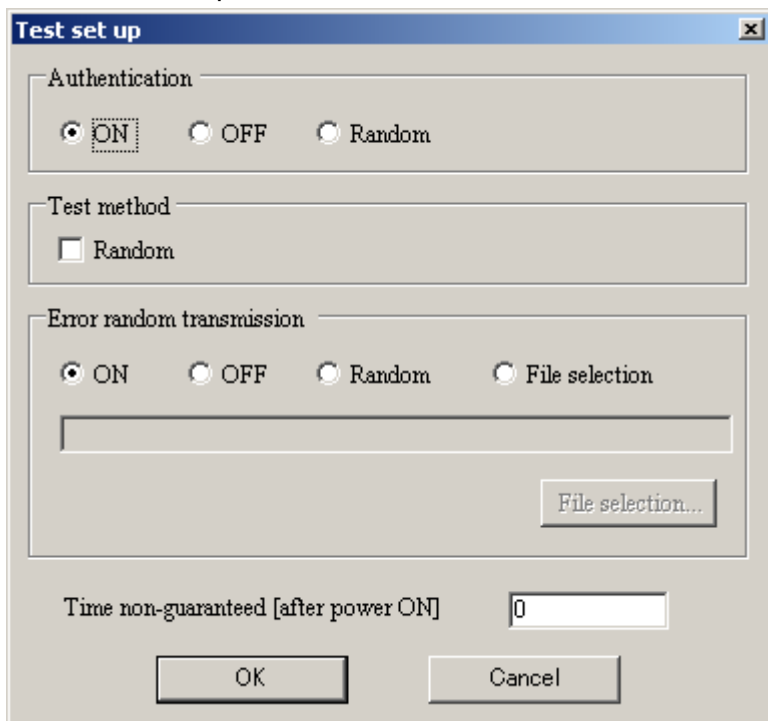 Test set up
Authentication
ON OFF Random
Test method
Random
Error random transmission
ON OFF Random File selection
File selection...
Time non-guaranteed [after power ON] 0
OK Cancel